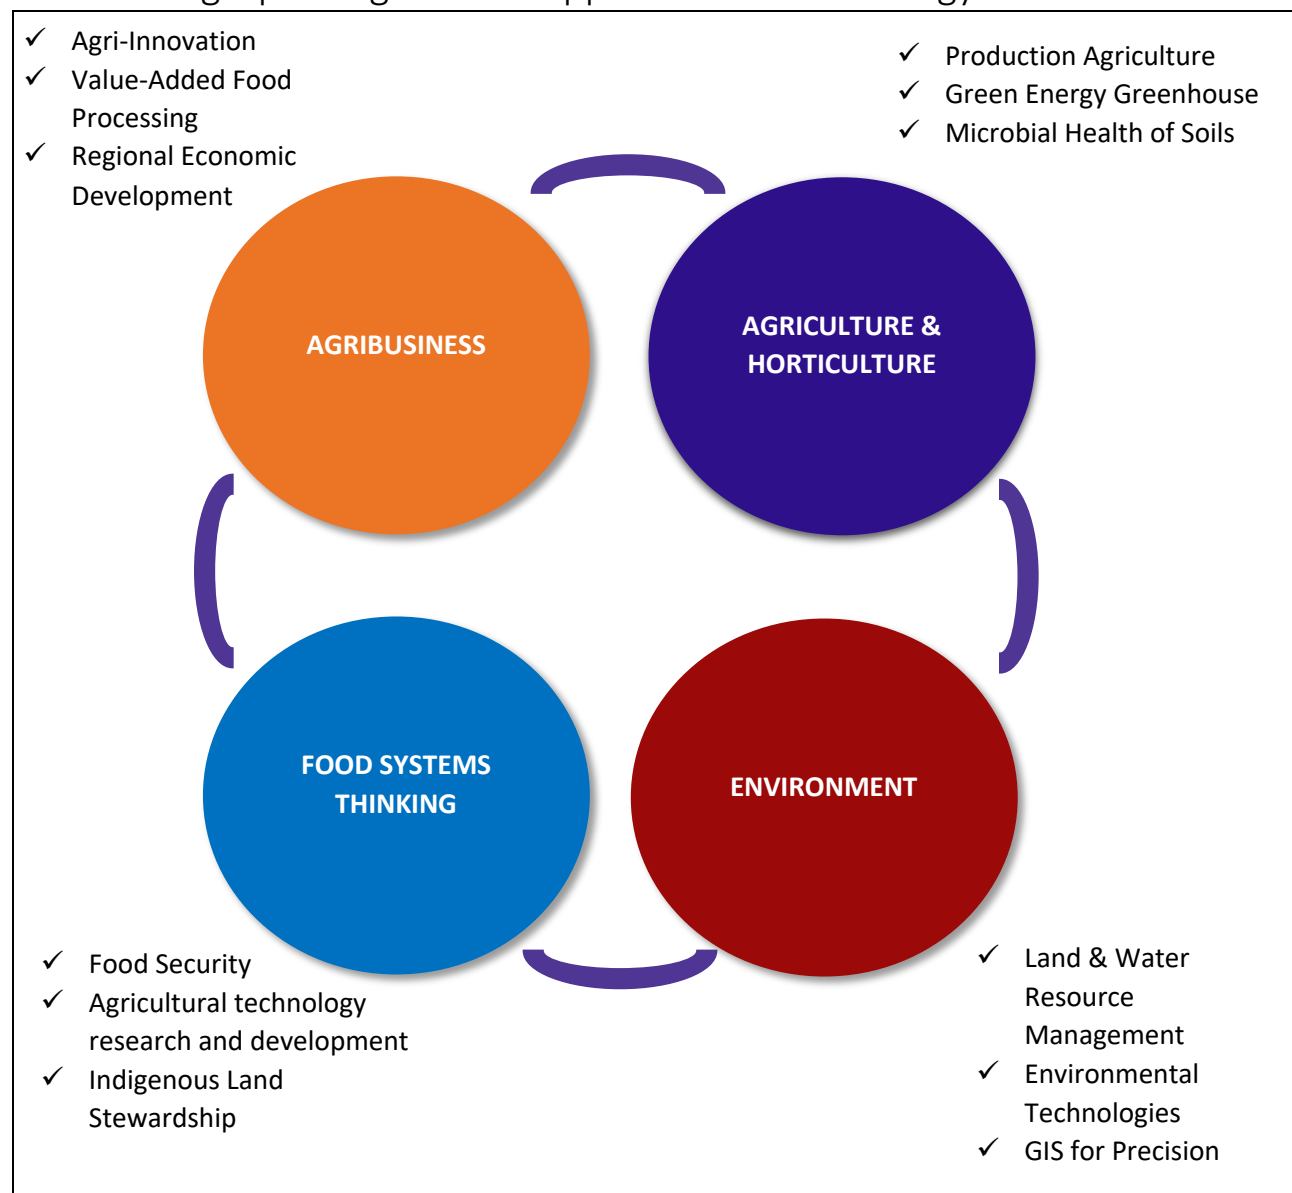 ✓ Agri-Innovation
✓ Value-Added Food
Processing
✓ Regional Economic
Development
✓ Production Agriculture
✓ Green Energy Greenhouse
✓ Microbial Health of Soils
AGRIBUSINESS
AGRICULTURE &
HORTICULTURE
FOOD SYSTEMS
THINKING
ENVIRONMENT
✓ Food Security
✓ Agricultural technology
research and development
✓ Indigenous Land
Stewardship
✓ Land & Water
Resource
Management
✓ Environmental
Technologies
✓ GIS for Precision